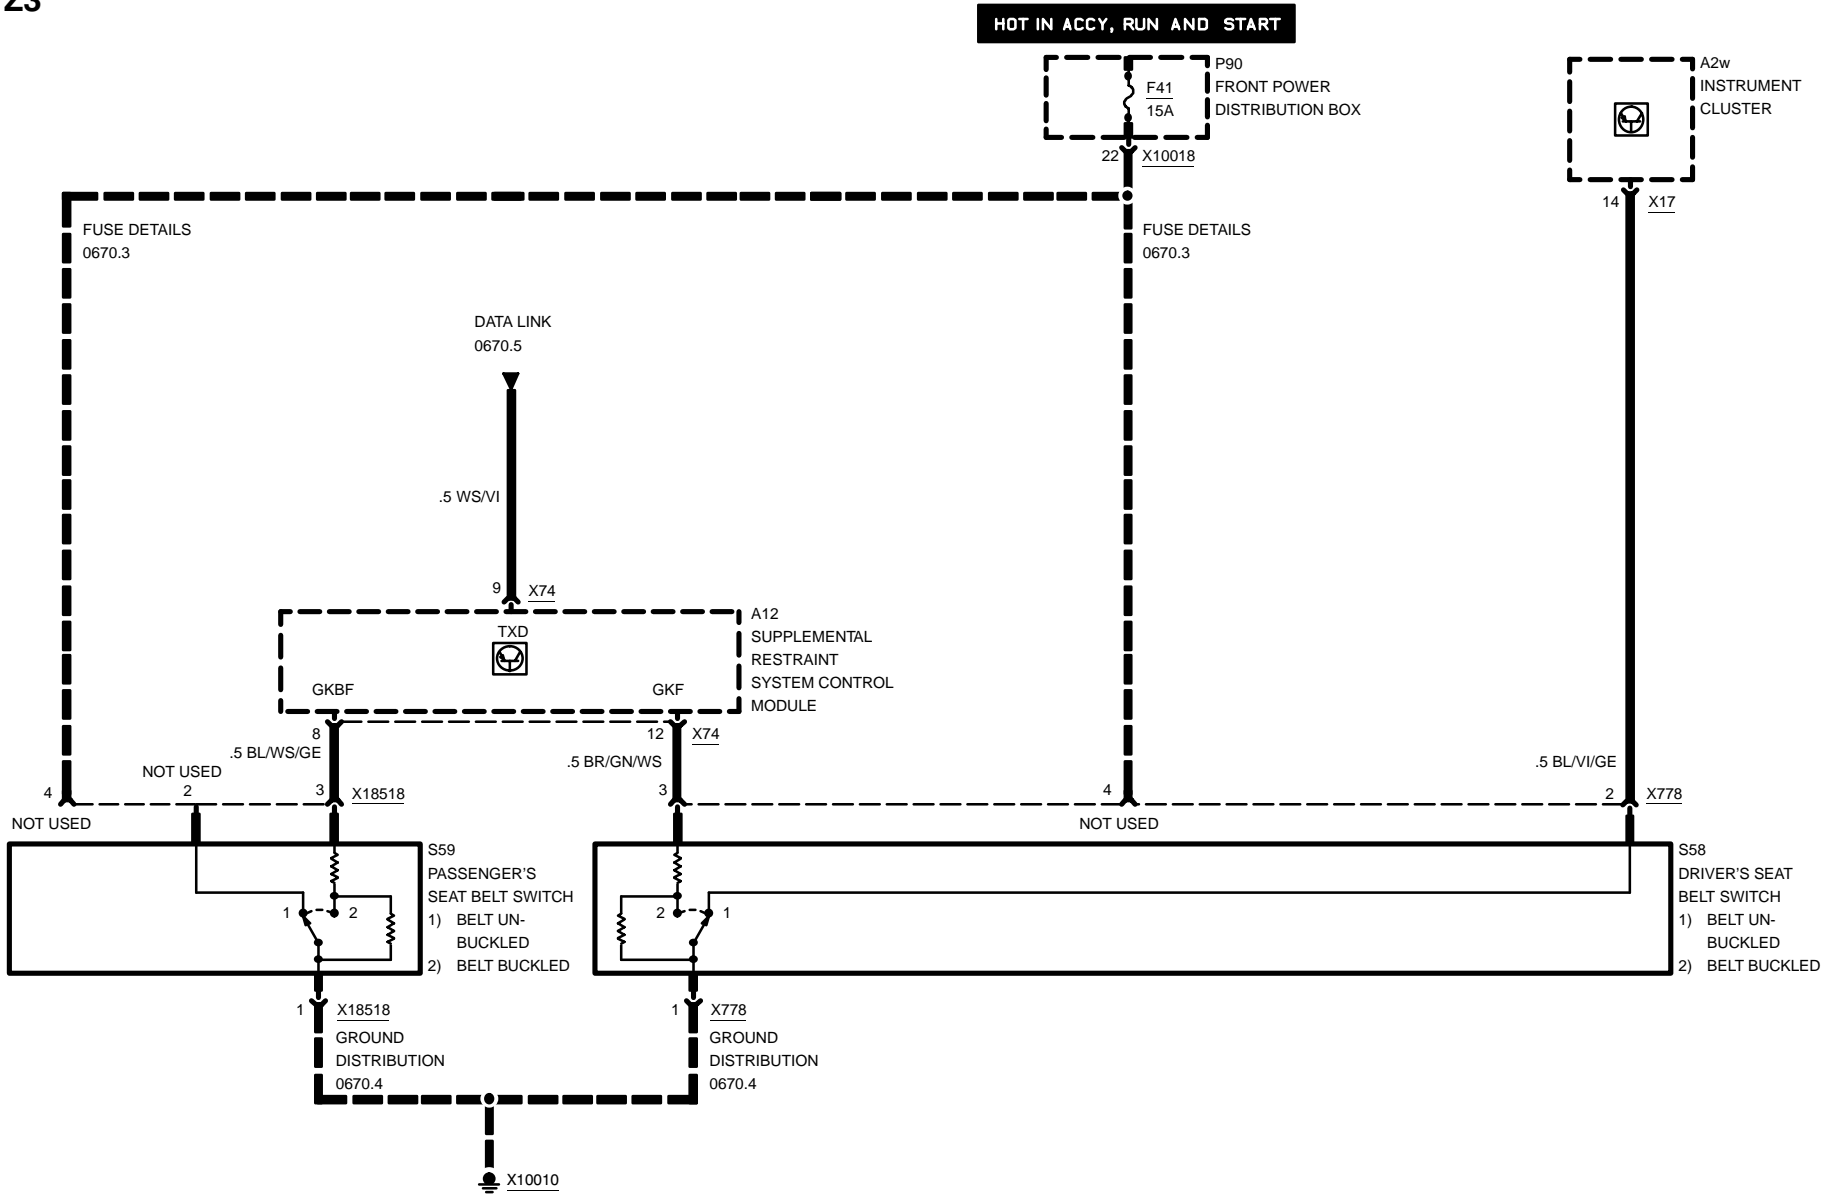 Z3
HOT IN ACCY, RUN AND START
P90
FRONT POWER
DISTRIBUTION BOX
F41
15A
22 X10018
A2w
INSTRUMENT
CLUSTER
14 X17
FUSE DETAILS
0670.3
FUSE DETAILS
0670.3
DATA LINK
0670.5
.5 WS/VI
9 X74
TXD
GKBF
GKF
A12
SUPPLEMENTAL
RESTRAINT
SYSTEM CONTROL
MODULE
8
12 X74
.5 BL/WS/GE
.5 BR/GN/WS
.5 BL/VI/GE
NOT USED
4
2
3 X18518
3
4
2 X778
NOT USED
NOT USED
S59
PASSENGER'S
SEAT BELT SWITCH
1) BELT UN-
BUCKLED
2) BELT BUCKLED
1 2
2 1
S58
DRIVER'S SEAT
BELT SWITCH
1) BELT UN-
BUCKLED
2) BELT BUCKLED
1 X18518
GROUND
DISTRIBUTION
0670.4
1 X778
GROUND
DISTRIBUTION
0670.4
X10010